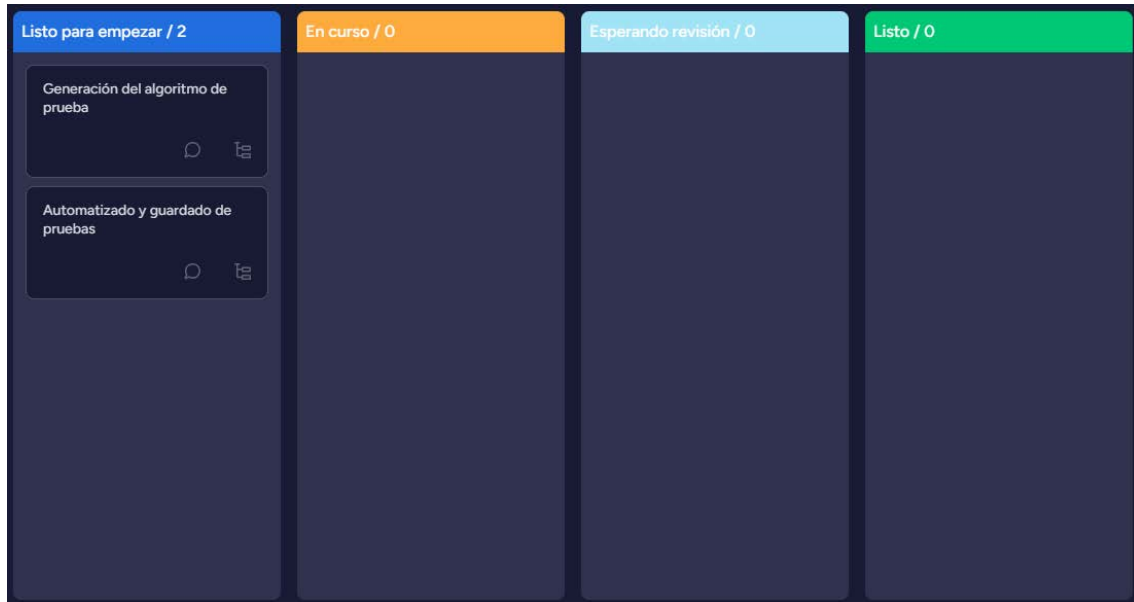 Listo para empezar / 2
En curso / 0
Esperando revisión / 0
Listo / 0
Generación del algoritmo de
prueba
Automatizado y guardado de
pruebas